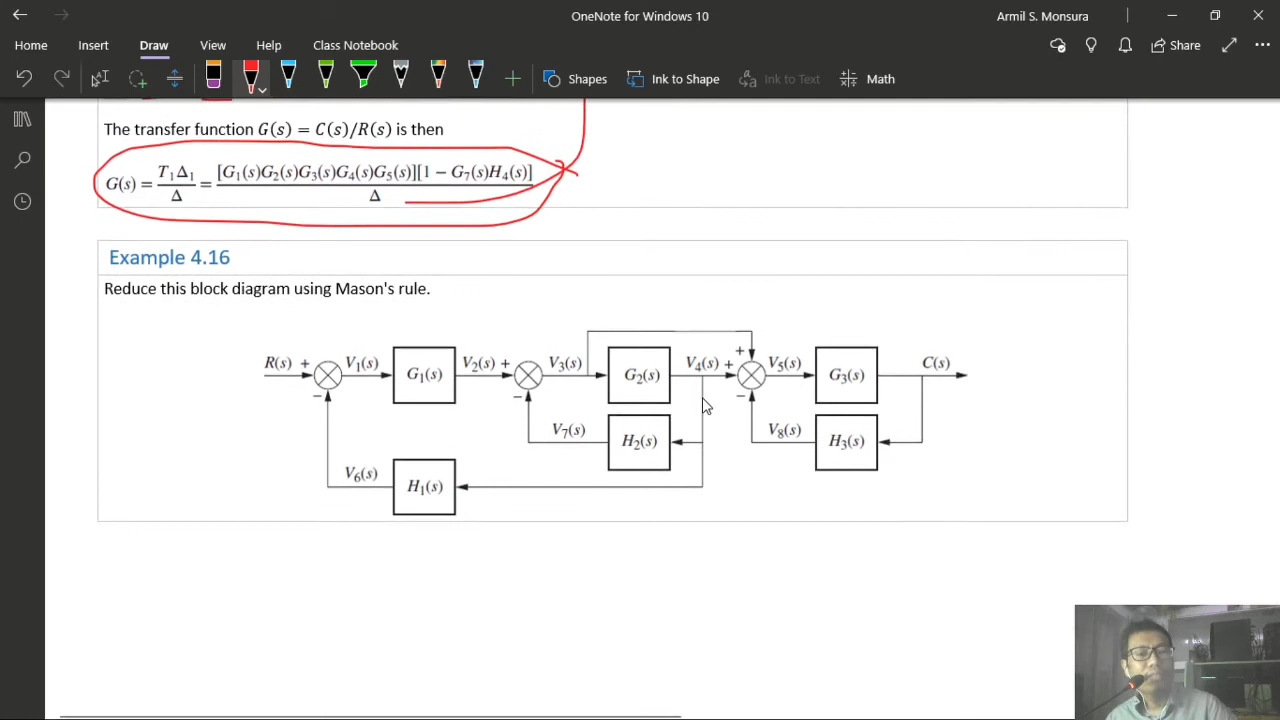 OneNote for Windows 10
Armil S. Monsura
Home Insert Draw View Help Class Notebook
Share
Shapes
Ink to Shape
Ink to Text
Math
The transfer function G(s) = C(s)/R(s) is then
G(s) = T₁Δ₁/Δ = [G₁(s)G₂(s)G₃(s)G₄(s)G₅(s)][1 − G₇(s)H₄(s)]/Δ
Example 4.16
Reduce this block diagram using Mason's rule.
R(s) + V₁(s) G₁(s) V₂(s) + V₃(s) G₂(s) V₄(s) + + V₅(s) G₃(s) C(s)
− − −
V₇(s) H₂(s) V₈(s) H₃(s)
V₆(s) H₁(s)